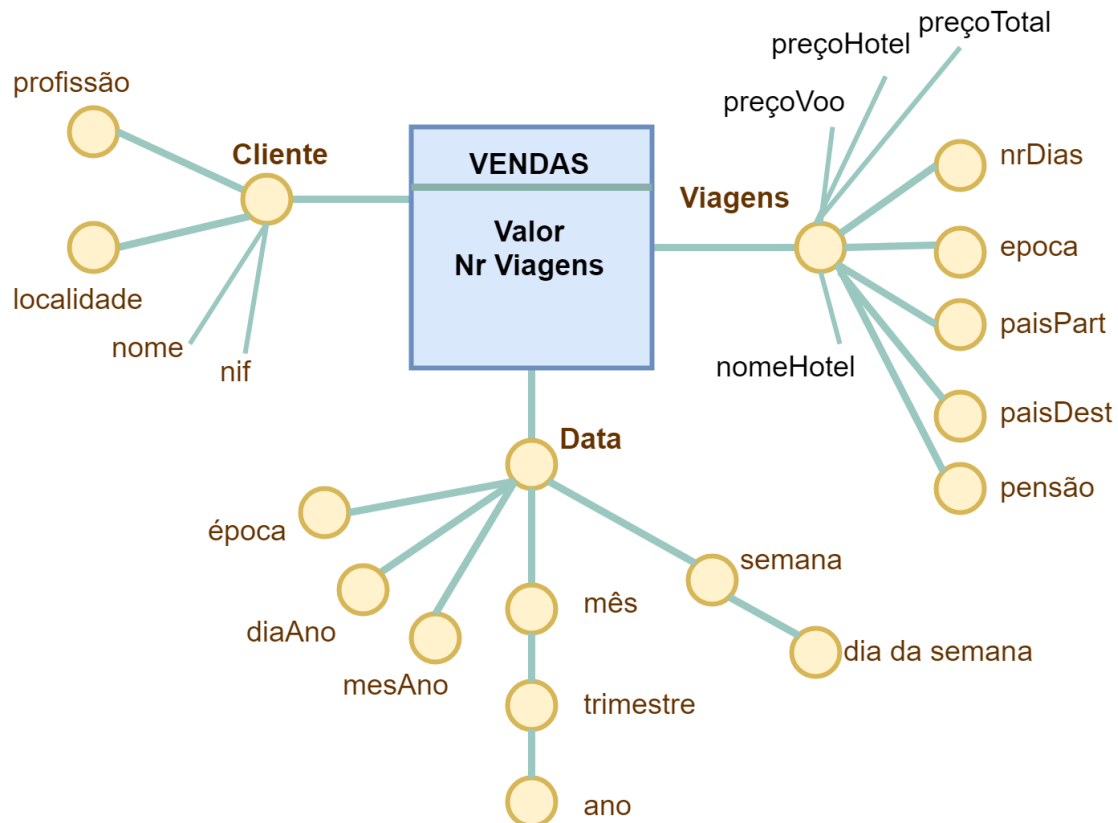 preçoTotal
preçoHotel
profissão
preçoVoo
Cliente
VENDAS
nrDias
Viagens
Valor
epoca
Nr Viagens
localidade
paisPart
nome
nif
nomeHotel
paisDest
Data
pensão
época
semana
mês
diaAno
dia da semana
mesAno
trimestre
ano